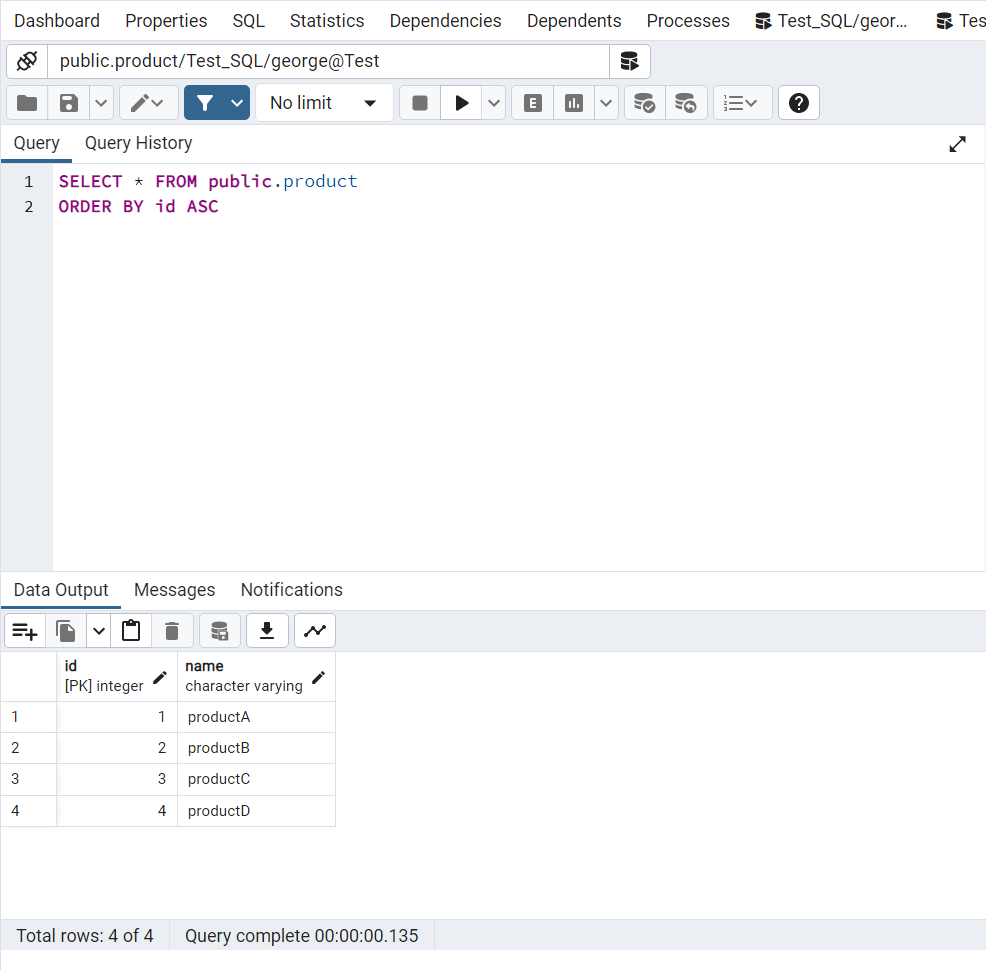 Dashboard Properties SQL Statistics Dependencies Dependents Processes Test_SQL/geor... Tes
public.product/Test_SQL/george@Test
No limit E
Query Query History
1 SELECT * FROM public.product
2 ORDER BY id ASC
Data Output Messages Notifications
id name
[PK] integer character varying
1 1 productA
2 2 productB
3 3 productC
4 4 productD
Total rows: 4 of 4 Query complete 00:00:00.135